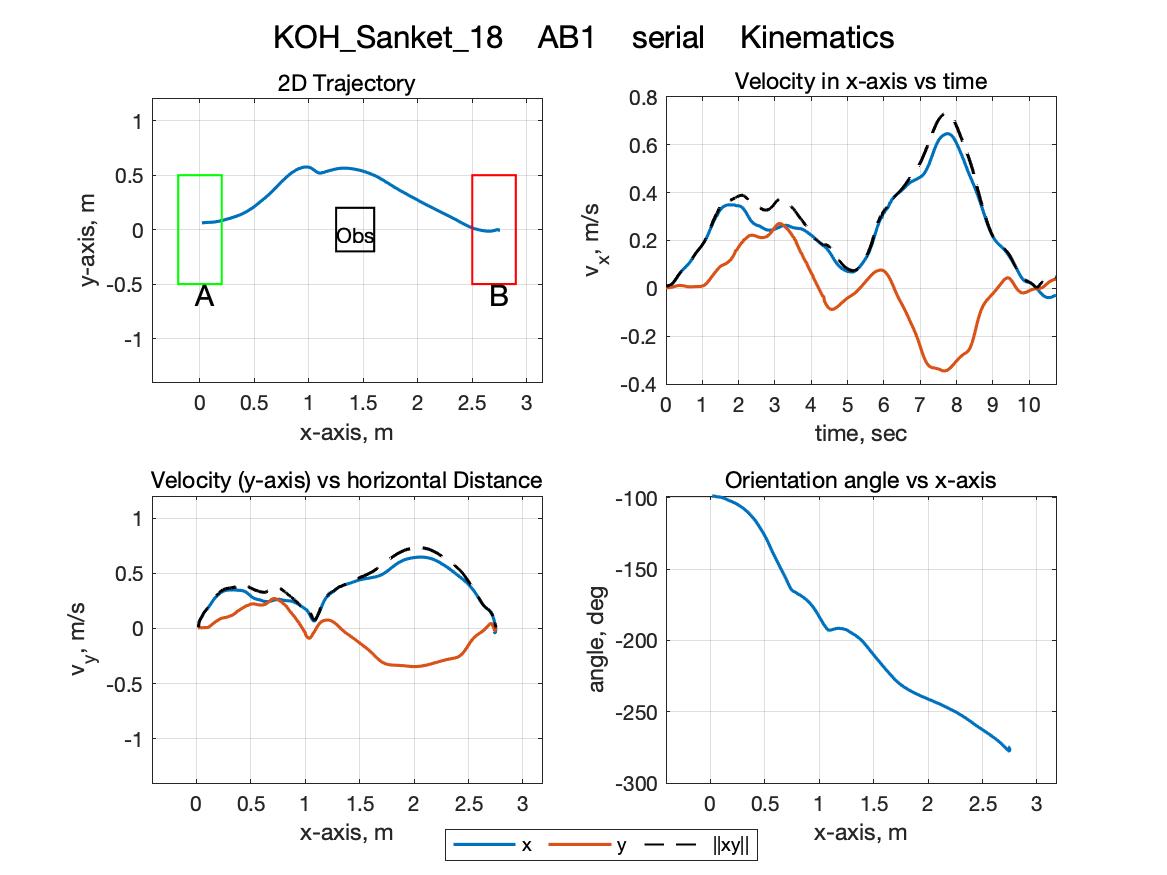 KOH_Sanket_18 AB1 serial Kinematics
2D Trajectory
1
0.5
0
-0.5
-1
y-axis, m
Obs
A
B
0 0.5 1 1.5 2 2.5 3
x-axis, m
Velocity in x-axis vs time
0.8
0.6
0.4
0.2
0
-0.2
-0.4
vₓ, m/s
0 1 2 3 4 5 6 7 8 9 10
time, sec
Velocity (y-axis) vs horizontal Distance
1
0.5
0
-0.5
-1
v_y, m/s
0 0.5 1 1.5 2 2.5 3
x-axis, m
Orientation angle vs x-axis
-100
-150
-200
-250
-300
angle, deg
0 0.5 1 1.5 2 2.5 3
x-axis, m
x y ||xy||